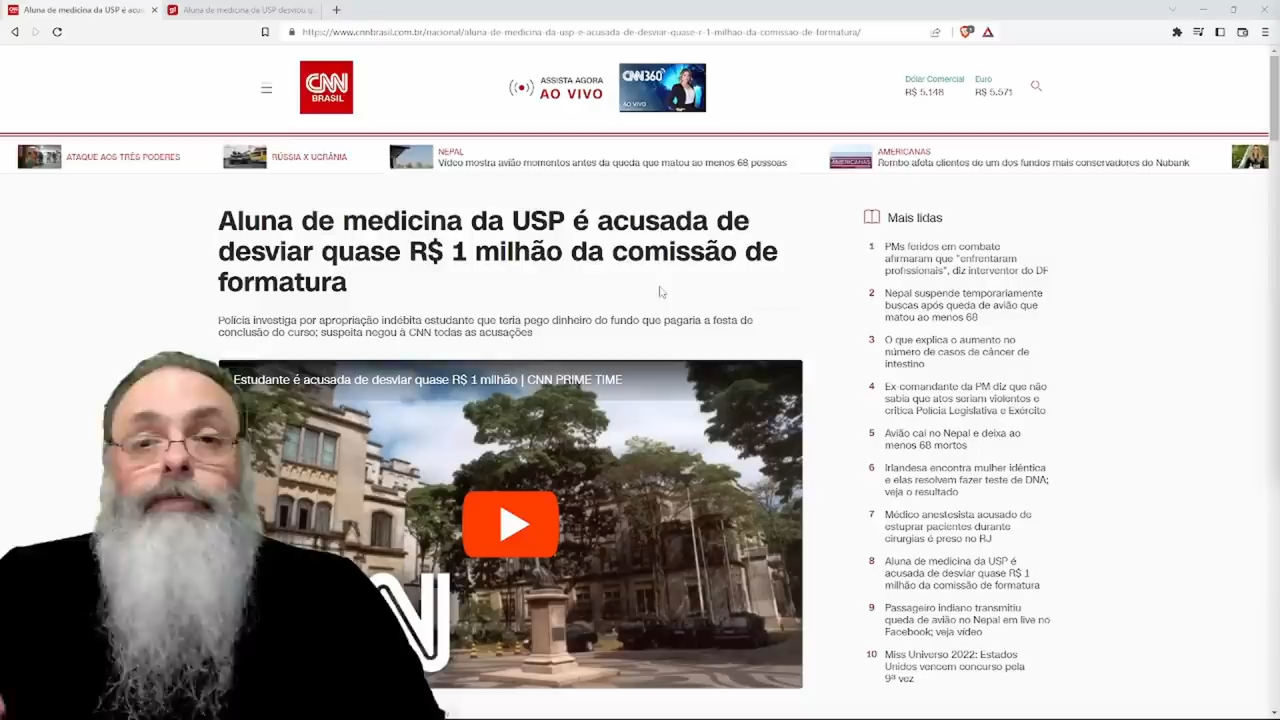 Aluna de medicina da USP é acus
Aluna de medicina da USP desviou q
https://www.cnnbrasil.com.br/nacional/aluna-de-medicina-da-usp-e-acusada-de-desviar-quase-r-1-milhao-da-comissao-de-formatura/
CNN
BRASIL
ASSISTA AGORA
AO VIVO
CNN360°
AO VIVO
Dólar Comercial
R$ 5,148
Euro
R$ 5,571
ATAQUE AOS TRÊS PODERES
RÚSSIA X UCRÂNIA
NEPAL
Vídeo mostra avião momentos antes da queda que matou ao menos 68 pessoas
AMERICANAS
AMERICANAS
Rombo afeta clientes de um dos fundos mais conservadores do Nubank
Aluna de medicina da USP é acusada de
desviar quase R$ 1 milhão da comissão de
formatura
Polícia investiga por apropriação indébita estudante que teria pego dinheiro do fundo que pagaria a festa de
conclusão do curso; suspeita negou à CNN todas as acusações
Estudante é acusada de desviar quase R$ 1 milhão | CNN PRIME TIME
Mais lidas
1 PMs feridos em combate
afirmaram que "enfrentaram
profissionais", diz interventor do DF
2 Nepal suspende temporariamente
buscas após queda de avião que
matou ao menos 68
3 O que explica o aumento no
número de casos de câncer de
intestino
4 Ex-comandante da PM diz que não
sabia que atos seriam violentos e
critica Polícia Legislativa e Exército
5 Avião cai no Nepal e deixa ao
menos 68 mortos
6 Irlandesa encontra mulher idêntica
e elas resolvem fazer teste de DNA;
veja o resultado
7 Médico anestesista acusado de
estuprar pacientes durante
cirurgias é preso no RJ
8 Aluna de medicina da USP é
acusada de desviar quase R$ 1
milhão da comissão de formatura
9 Passageiro indiano transmitiu
queda de avião no Nepal em live no
Facebook; veja vídeo
10 Miss Universo 2022: Estados
Unidos vencem concurso pela
9ª vez